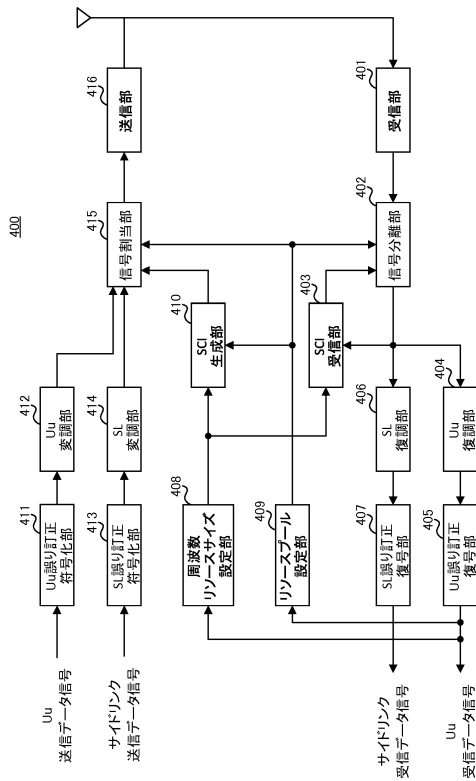 400
Uu
送信データ信号
411
Uu誤り訂正
符号化部
412
Uu
変調部
サイドリンク
送信データ信号
413
SL誤り訂正
符号化部
414
SL
変調部
415
信号割当部
416
送信部
408
周波数
リソースサイズ
設定部
410
SCI
生成部
409
リソースプール
設定部
403
SCI
受信部
402
信号分離部
401
受信部
サイドリンク
受信データ信号
407
SL誤り訂正
復号部
406
SL
復調部
Uu
受信データ信号
405
Uu誤り訂正
復号部
404
Uu
復調部